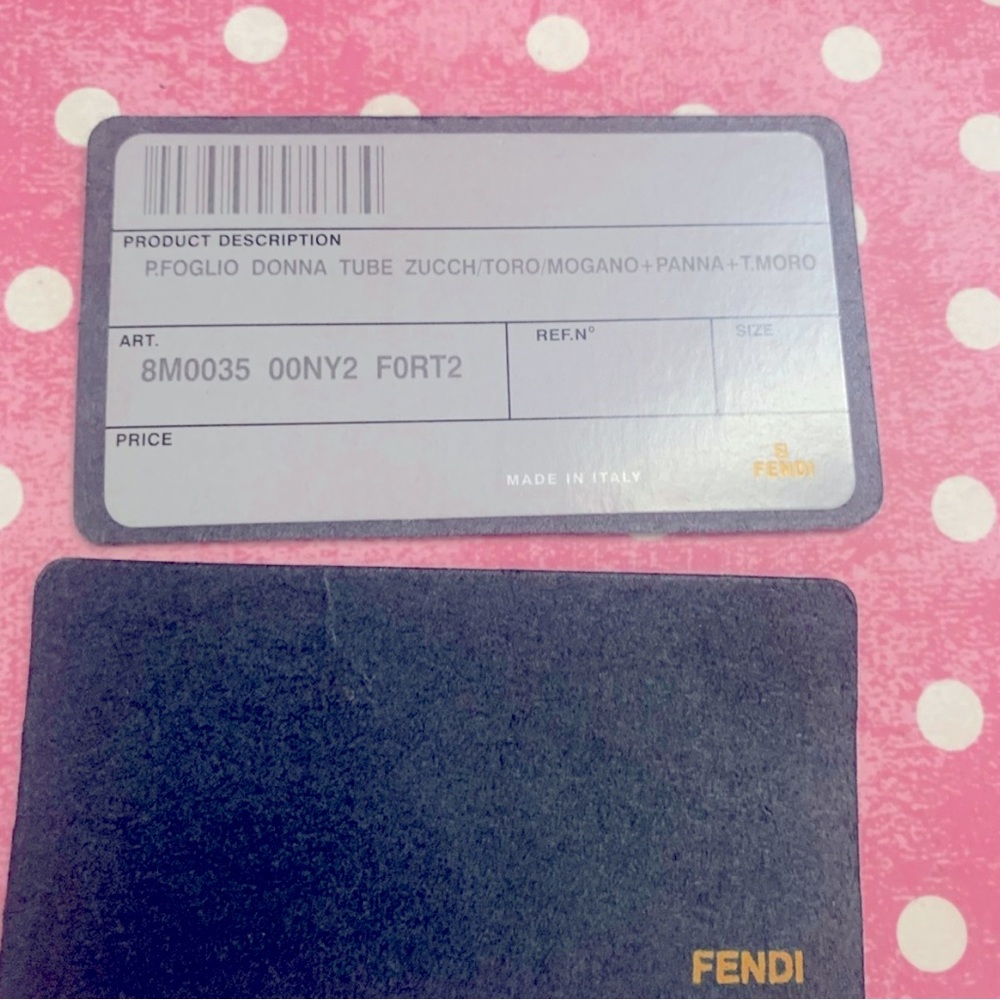 PRODUCT DESCRIPTION
P.FOGLIO DONNA TUBE ZUCCH/TORO/MOGANO+PANNA+T.MORO
ART.
8M0035 00NY2 F0RT2
REF.Nº
SIZE
PRICE
MADE IN ITALY
FENDI
FENDI